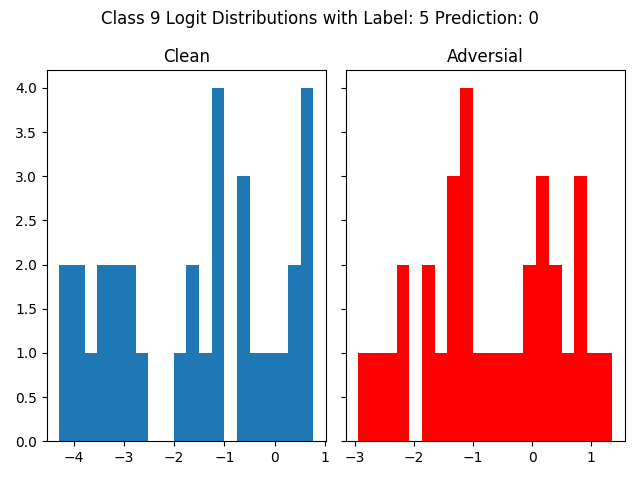 Class 9 Logit Distributions with Label: 5 Prediction: 0
Clean
Adversial
4.0
3.5
3.0
2.5
2.0
1.5
1.0
0.5
0.0
−4 −3 −2 −1 0 1
−3 −2 −1 0 1